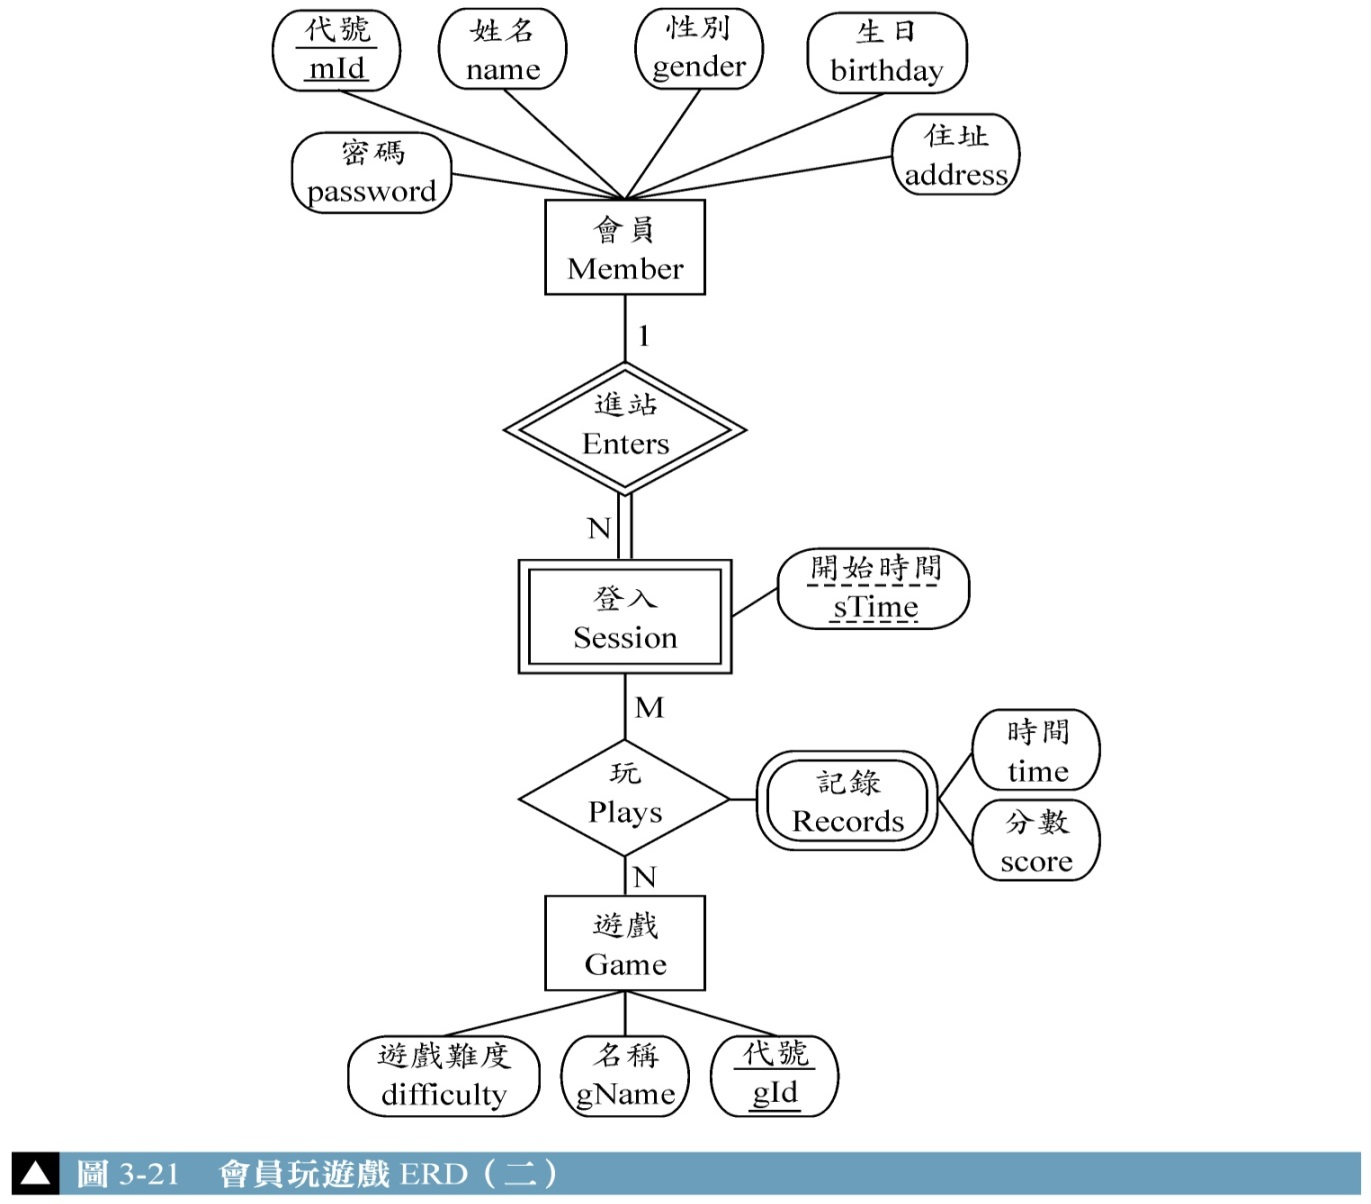 代號
mId
姓名
name
性別
gender
生日
birthday
密碼
password
住址
address
會員
Member
1
進站
Enters
N
登入
Session
開始時間
sTime
M
玩
Plays
記錄
Records
時間
time
分數
score
N
遊戲
Game
遊戲難度
difficulty
名稱
gName
代號
gId
圖 3-21 會員玩遊戲 ERD（二）